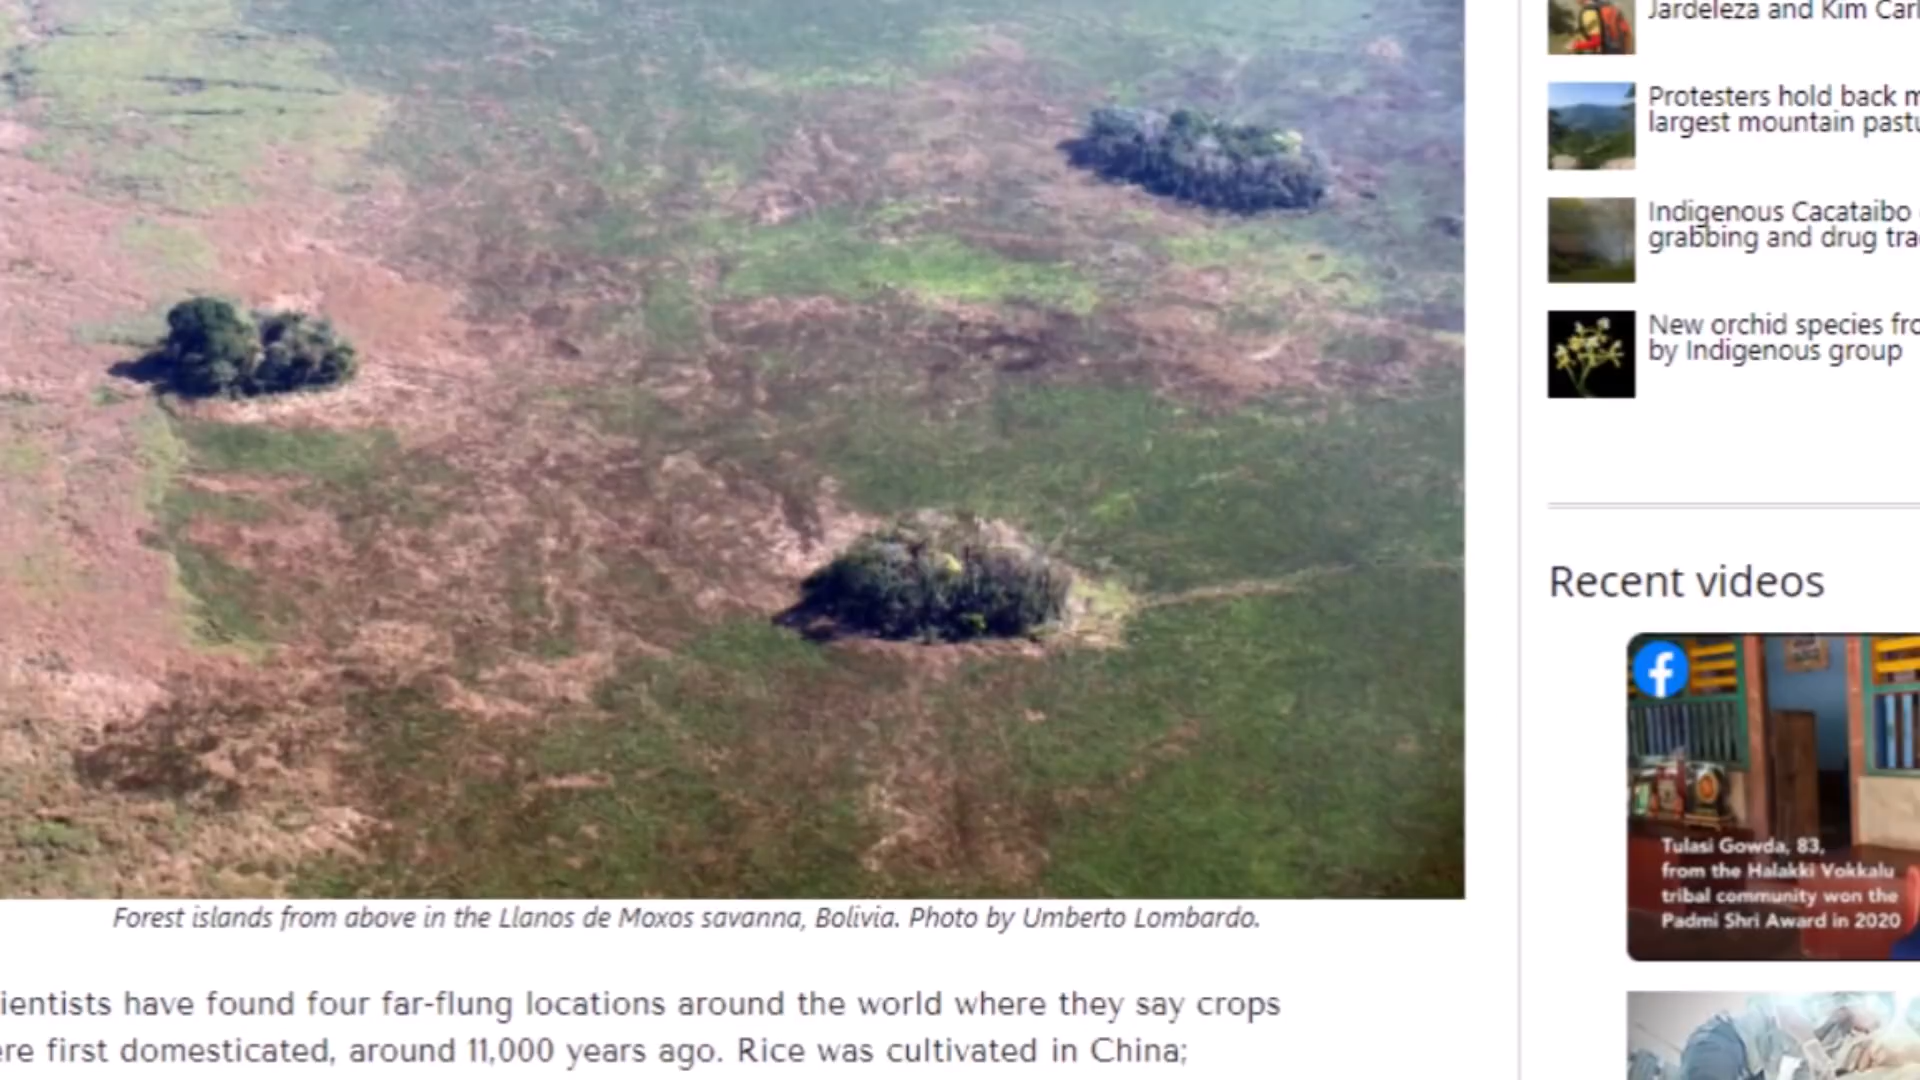 Forest islands from above in the Llanos de Moxos savanna, Bolivia. Photo by Umberto Lombardo.
ientists have found four far-flung locations around the world where they say crops
ere first domesticated, around 11,000 years ago. Rice was cultivated in China;
Jardeleza and Kim Carl
Protesters hold back m
largest mountain pastu
Indigenous Cacataibo
grabbing and drug tra
New orchid species fro
by Indigenous group
Recent videos
Tulasi Gowda, 83,
from the Halakki Vokkalu
tribal community won the
Padmi Shri Award in 2020